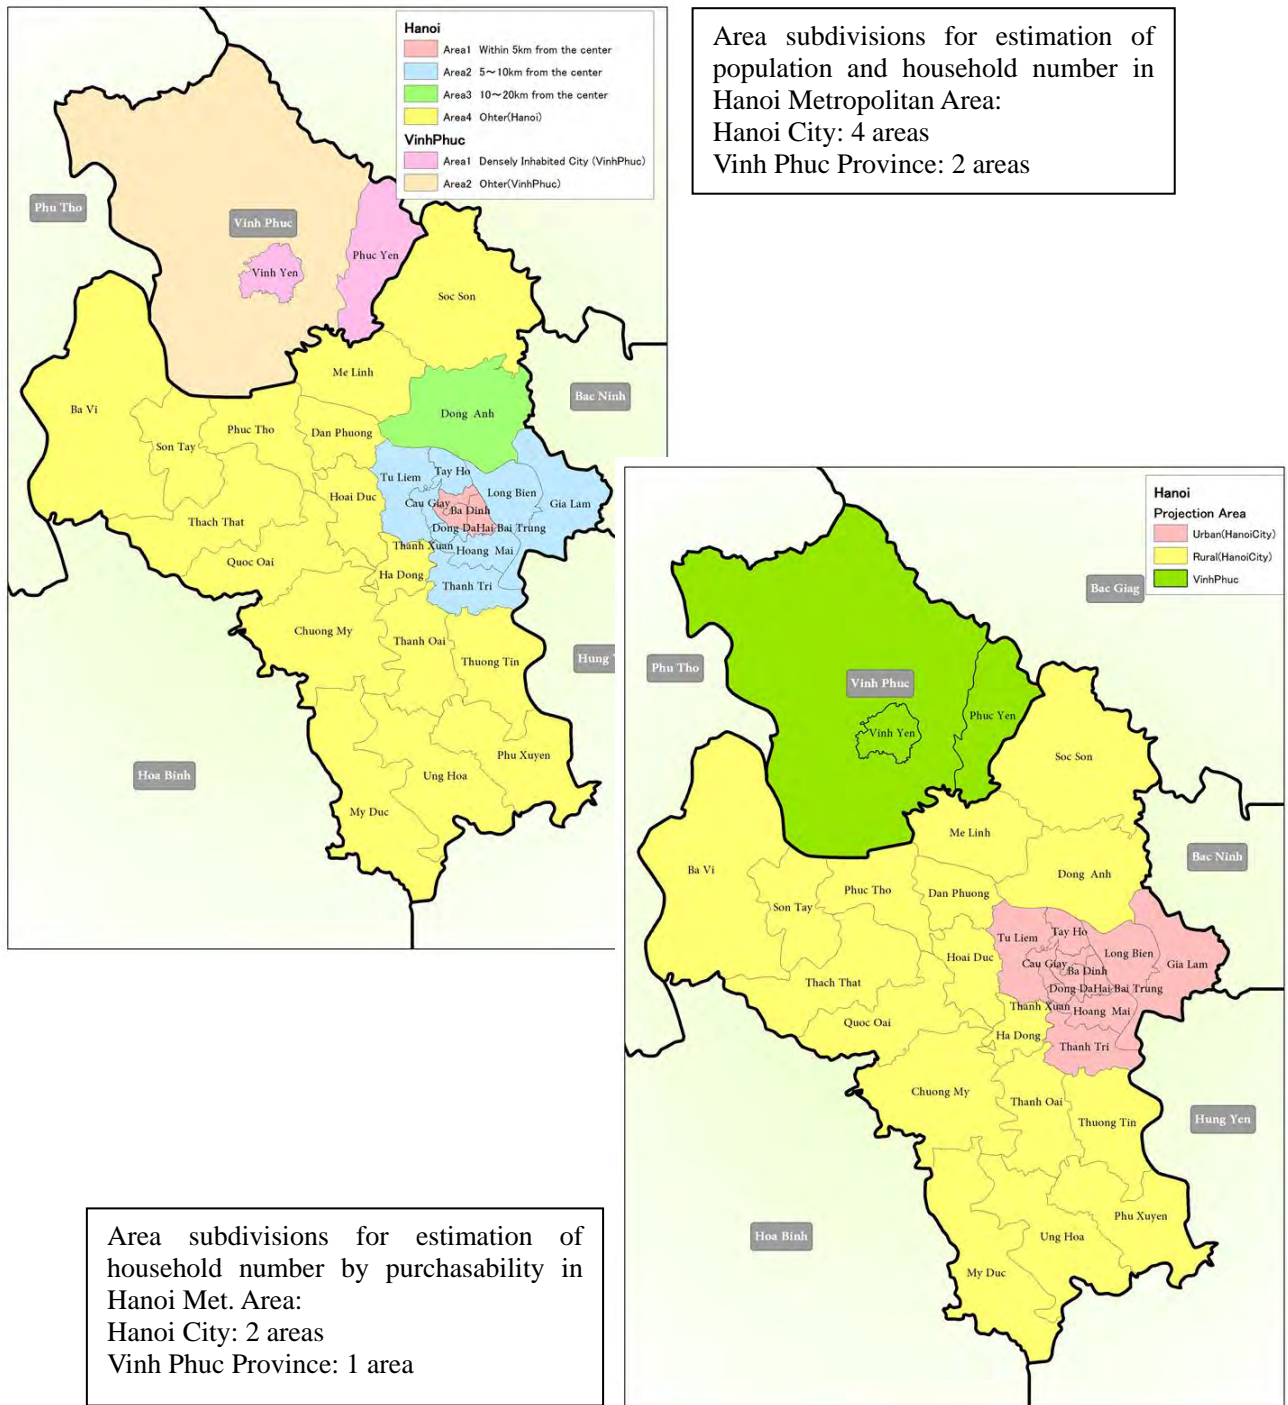 Hanoi
Area1 Within 5km from the center
Area2 5~10km from the center
Area3 10~20km from the center
Area4 Ohter(Hanoi)
VinhPhuc
Area1 Densely Inhabited City (VinhPhuc)
Area2 Ohter(VinhPhuc)
Area subdivisions for estimation of
population and household number in
Hanoi Metropolitan Area:
Hanoi City: 4 areas
Vinh Phuc Province: 2 areas
Phu Tho
Vinh Phuc
Phuc Yen
Vinh Yen
Soc Son
Me Linh
Bac Ninh
Ba Vi
Dong Anh
Phuc Tho
Dan Phuong
Son Tay
Tay Ho
Tu Liem
Long Bien
Hoai Duc
Cau Giay
Gia Lam
Ba Dinh
Thach That
Dong Da
Hai Bai Trung
Thanh Xuan
Hoang Mai
Quoc Oai
Ha Dong
Thanh Tri
Chuong My
Thanh Oai
Thuong Tin
Hung Y
Phu Xuyen
Hoa Binh
Ung Hoa
My Duc
Hanoi
Projection Area
Urban(HanoiCity)
Rural(HanoiCity)
VinhPhuc
Bac Giag
Phu Tho
Vinh Phuc
Phuc Yen
Vinh Yen
Soc Son
Me Linh
Bac Ninh
Ba Vi
Dong Anh
Phuc Tho
Dan Phuong
Son Tay
Tay Ho
Tu Liem
Long Bien
Hoai Duc
Cau Giay
Gia Lam
Ba Dinh
Thach That
Dong Da
Hai Bai Trung
Thanh Xuan
Hoang Mai
Quoc Oai
Ha Dong
Thanh Tri
Chuong My
Thanh Oai
Thuong Tin
Hung Yen
Phu Xuyen
Hoa Binh
Ung Hoa
My Duc
Area subdivisions for estimation of
household number by purchasability in
Hanoi Met. Area:
Hanoi City: 2 areas
Vinh Phuc Province: 1 area